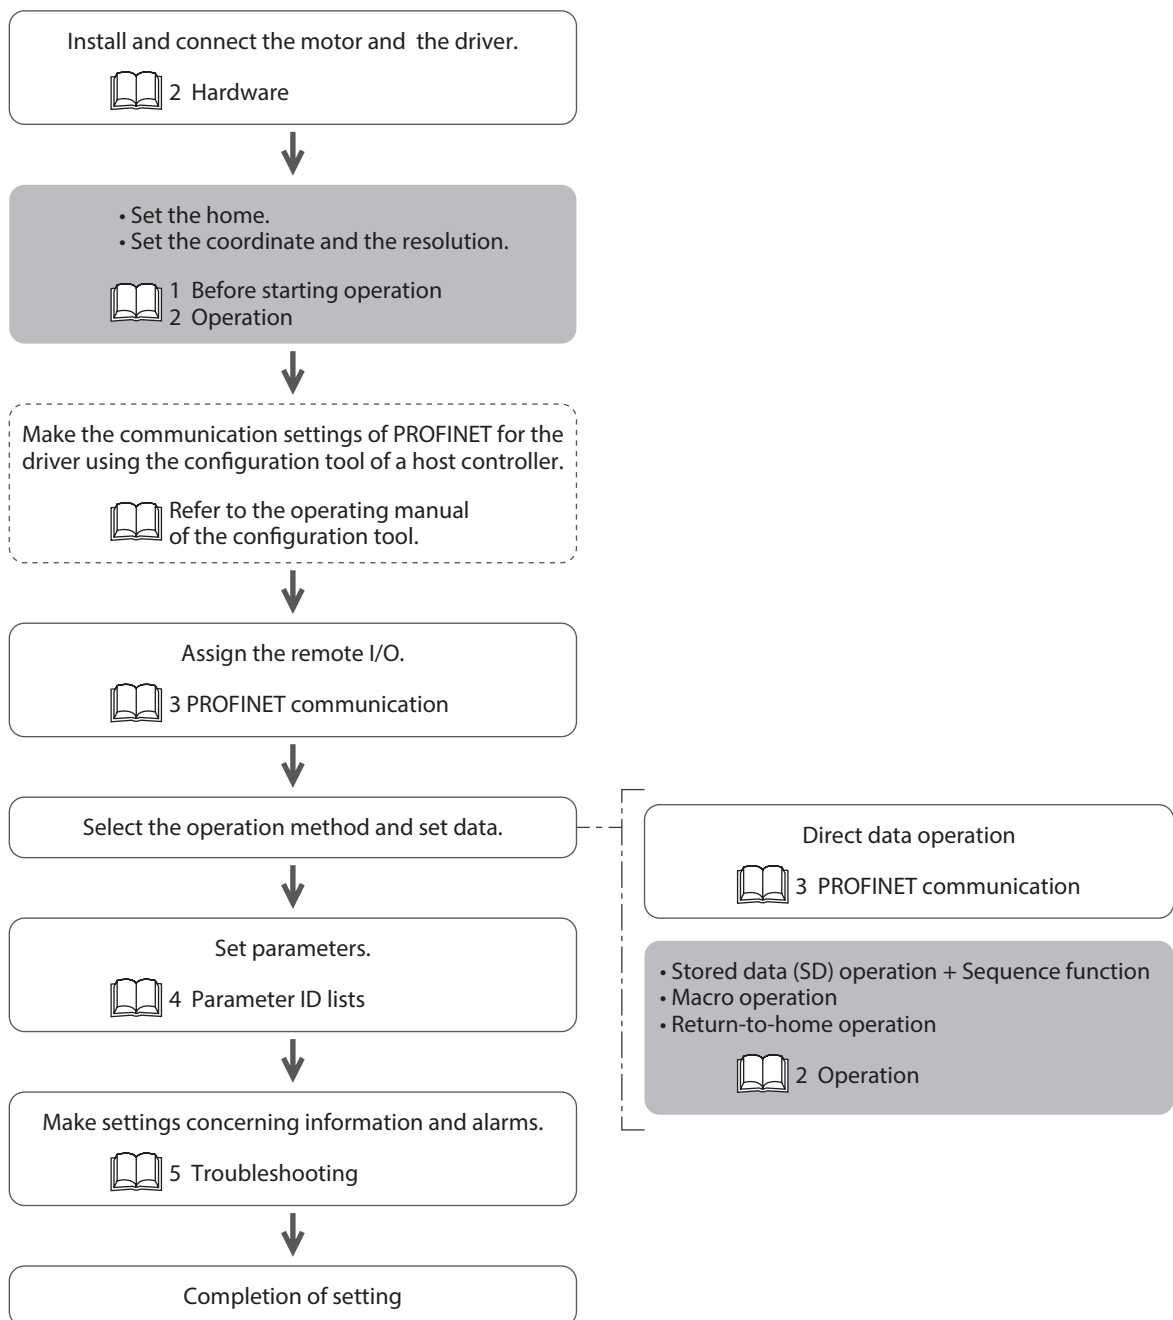 Install and connect the motor and the driver.
2 Hardware
• Set the home.
• Set the coordinate and the resolution.
1 Before starting operation
2 Operation
Make the communication settings of PROFINET for the
driver using the configuration tool of a host controller.
Refer to the operating manual
of the configuration tool.
Assign the remote I/O.
3 PROFINET communication
Select the operation method and set data.
Direct data operation
3 PROFINET communication
• Stored data (SD) operation + Sequence function
• Macro operation
• Return-to-home operation
2 Operation
Set parameters.
4 Parameter ID lists
Make settings concerning information and alarms.
5 Troubleshooting
Completion of setting